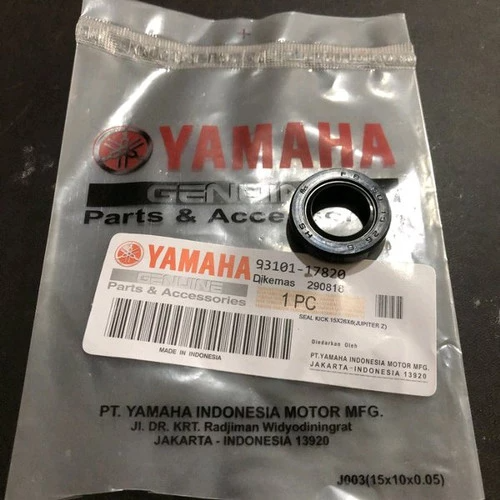 YAMAHA
GENUINE
Parts & Accessories
YAMAHA
GENUINE
Parts & Accessories
93101-17820
Dikemas 290818
1 PC
SEAL KICK 15X26X6(JUPITER Z)
MADE IN INDONESIA
Diedarkan Oleh
PT. YAMAHA INDONESIA MOTOR MFG.
JAKARTA - INDONESIA 13920
PT. YAMAHA INDONESIA MOTOR MFG.
Jl. DR. KRT. Radjiman Widyodiningrat
JAKARTA - INDONESIA 13920
J003(15x10x0.05)